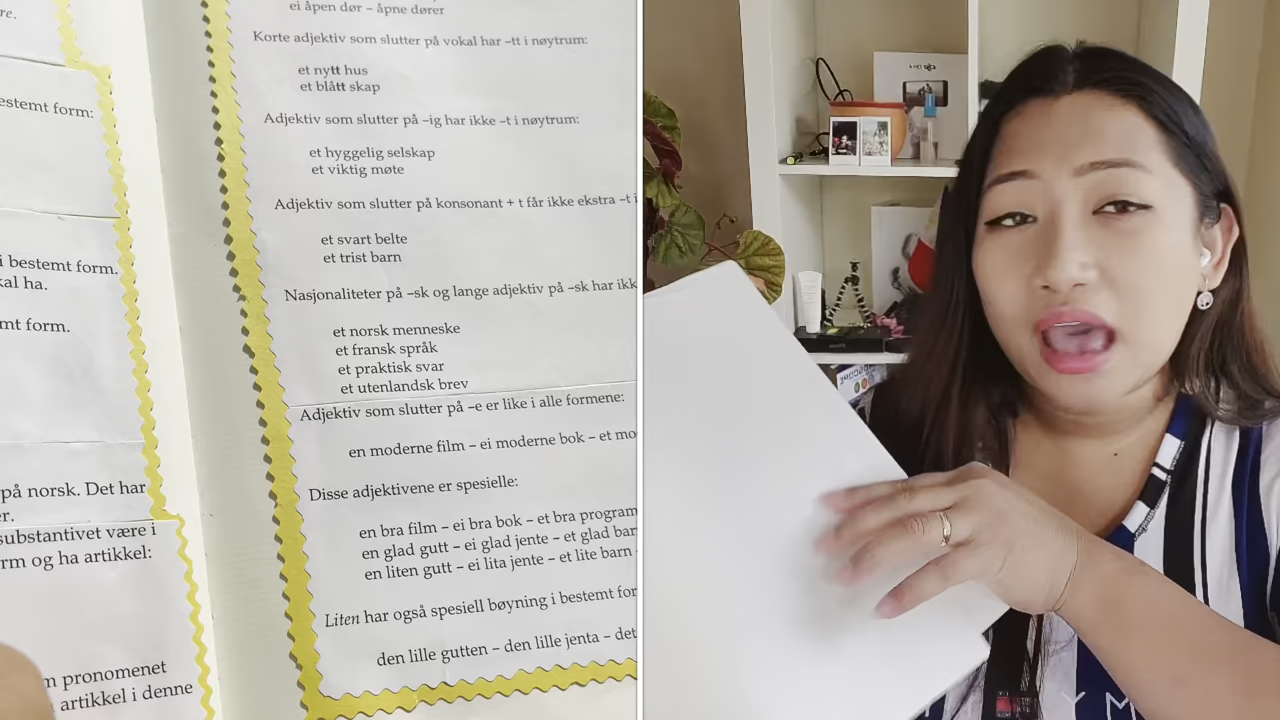 re.
estemt form:
i bestemt form.
kal ha.
mt form.
på norsk. Det har
er.
substantivet være i
rm og ha artikkel:
n pronomenet
artikkel i denne
ei åpen dør – åpne dører
Korte adjektiv som slutter på vokal har –tt i nøytrum:
et nytt hus
et blått skap
Adjektiv som slutter på –ig har ikke –t i nøytrum:
et hyggelig selskap
et viktig møte
Adjektiv som slutter på konsonant + t får ikke ekstra –t i
et svart belte
et trist barn
Nasjonaliteter på –sk og lange adjektiv på –sk har ikk
et norsk menneske
et fransk språk
et praktisk svar
et utenlandsk brev
Adjektiv som slutter på –e er like i alle formene:
en moderne film – ei moderne bok – et mo
Disse adjektivene er spesielle:
en bra film – ei bra bok – et bra program
en glad gutt – ei glad jente – et glad bar
en liten gutt – ei lita jente – et lite barn
Liten har også spesiell bøyning i bestemt for
den lille gutten – den lille jenta – det